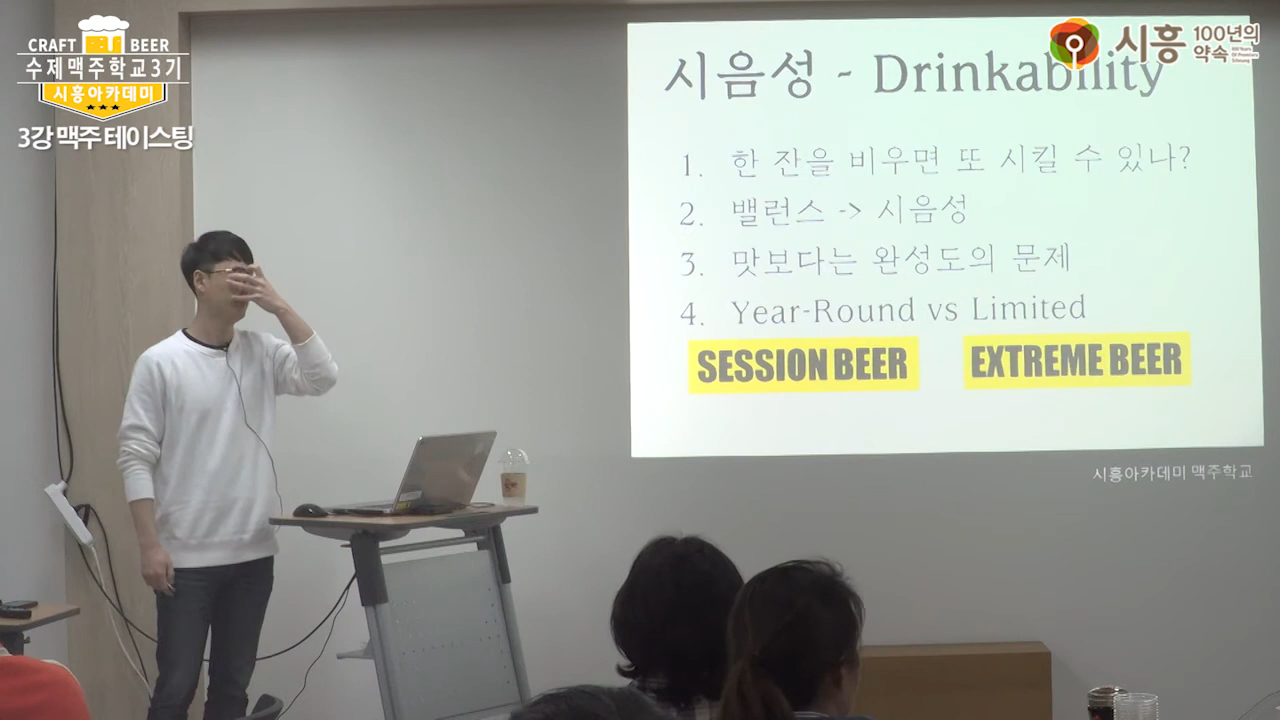 CRAFT BEER
수제맥주학교3기
시흥아카데미
3강 맥주 테이스팅
시흥 100년의 약속
시음성 - Drinkability
1. 한 잔을 비우면 또 시킬 수 있나?
2. 밸런스 -> 시음성
3. 맛보다는 완성도의 문제
4. Year-Round vs Limited
SESSION BEER EXTREME BEER
시흥아카데미 맥주학교